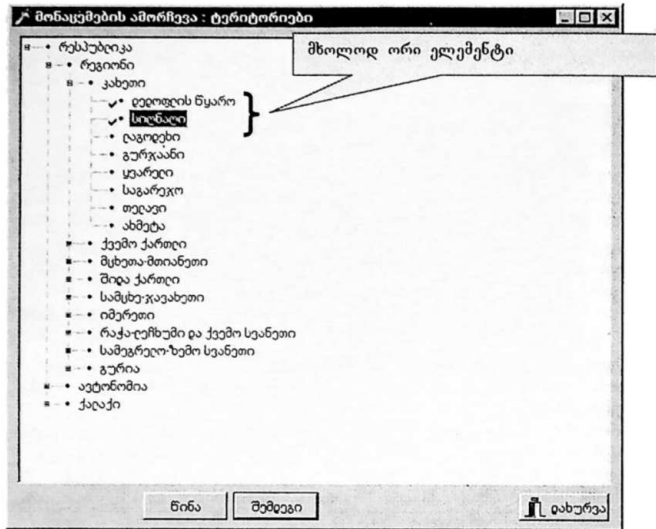 მონაცემების ამორჩევა : ტერიტორიები
მხოლოდ ორი ელემენტი
რესპუბლიკა
რეგიონი
კახეთი
დედოფლის წყარო
სიღნაღი
ლაგოდეხი
გურჯაანი
ყვარელი
საგარეჯო
თელავი
ახმეტა
ქვემო ქართლი
მცხეთა-მთიანეთი
შიდა ქართლი
სამცხე-ჯავახეთი
იმერეთი
რაჭა-ლეჩხუმი და ქვემო სვანეთი
სამეგრელო-ზემო სვანეთი
გურია
ავტონომია
ქალაქი
წინა
შემდეგი
დახურვა